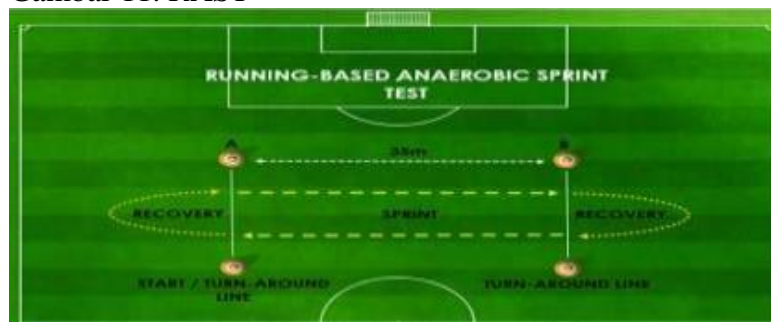 Gambar 11. RAST
RUNNING-BASED ANAEROBIC SPRINT
TEST
A
B
35m
RECOVERY
SPRINT
RECOVERY
START / TURN-AROUND
LINE
TURN-AROUND LINE